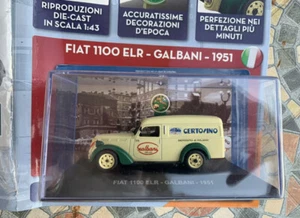 RIPRODUZIONI
DIE-CAST
IN SCALA 1:43
ACCURATISSIME
DECORAZIONI
D'EPOCA
PERFEZIONE NEI
DETTAGLI PIÙ
MINUTI
FIAT 1100 ELR - GALBANI - 1951
CERTOSINO
Galbani
FIAT 1100 ELR - GALBANI - 1951